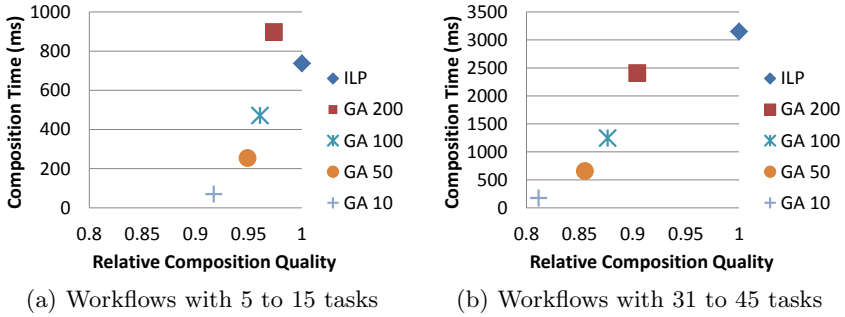 Composition Time (ms)
1000
800
600
400
200
0
0.8
0.85
0.9
0.95
1
Relative Composition Quality
ILP
GA 200
GA 100
GA 50
GA 10
(a) Workflows with 5 to 15 tasks
Composition Time (ms)
3500
3000
2500
2000
1500
1000
500
0
0.8
0.85
0.9
0.95
1
Relative Composition Quality
ILP
GA 200
GA 100
GA 50
GA 10
(b) Workflows with 31 to 45 tasks